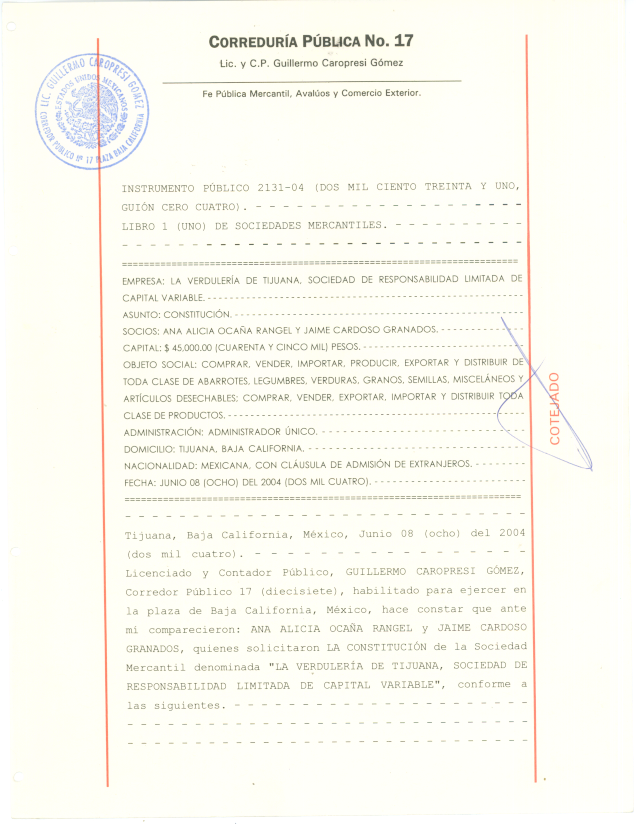 CORREDURÍA PÚBLICA NO. 17
Lic. y C.P. Guillermo Caropresi Gómez
Fe Pública Mercantil, Avalúos y Comercio Exterior.
LIC. GUILLERMO CAROPRESI GÓMEZ
ESTADOS UNIDOS MEXICANOS
CORREDOR PÚBLICO Nº 17 PLAZA BAJA CALIFORNIA
INSTRUMENTO PÚBLICO 2131-04 (DOS MIL CIENTO TREINTA Y UNO,
GUIÓN CERO CUATRO). - - - - - - - - - - - - - - - - - -
LIBRO 1 (UNO) DE SOCIEDADES MERCANTILES. - - - - - - - - - -
- - - - - - - - - - - - - - - - - - - - - - - - - - - - -
==========================================
EMPRESA: LA VERDULERÍA DE TIJUANA, SOCIEDAD DE RESPONSABILIDAD LIMITADA DE
CAPITAL VARIABLE. - - - - - - - - - - - - - - - - - - - - - - - - - - - - - -
ASUNTO: CONSTITUCIÓN. - - - - - - - - - - - - - - - - - - - - - - - - - - - -
SOCIOS: ANA ALICIA OCAÑA RANGEL Y JAIME CARDOSO GRANADOS. - - - - - - - - - -
CAPITAL: $ 45,000.00 (CUARENTA Y CINCO MIL) PESOS. - - - - - - - - - - - - - -
OBJETO SOCIAL: COMPRAR, VENDER, IMPORTAR, PRODUCIR, EXPORTAR Y DISTRIBUIR DE
TODA CLASE DE ABARROTES, LEGUMBRES, VERDURAS, GRANOS, SEMILLAS, MISCELÁNEOS Y
ARTÍCULOS DESECHABLES: COMPRAR, VENDER, EXPORTAR, IMPORTAR Y DISTRIBUIR TODA
CLASE DE PRODUCTOS. - - - - - - - - - - - - - - - - - - - - - - - - - - - - -
ADMINISTRACIÓN: ADMINISTRADOR ÚNICO. - - - - - - - - - - - - - - - - - - - - -
DOMICILIO: TIJUANA, BAJA CALIFORNIA. - - - - - - - - - - - - - - - - - - - - -
NACIONALIDAD: MEXICANA, CON CLÁUSULA DE ADMISIÓN DE EXTRANJEROS. - - - - - - -
FECHA: JUNIO 08 (OCHO) DEL 2004 (DOS MIL CUATRO). - - - - - - - - - - - - - -
==========================================
- - - - - - - - - - - - - - - - - - - - - - - - - - - -
Tijuana, Baja California, México, Junio 08 (ocho) del 2004
(dos mil cuatro). - - - - - - - - - - - - - - - - - -
Licenciado y Contador Público, GUILLERMO CAROPRESI GÓMEZ,
Corredor Público 17 (diecisiete), habilitado para ejercer en
la plaza de Baja California, México, hace constar que ante
mi comparecieron: ANA ALICIA OCAÑA RANGEL y JAIME CARDOSO
GRANADOS, quienes solicitaron LA CONSTITUCIÓN de la Sociedad
Mercantil denominada "LA VERDULERÍA DE TIJUANA, SOCIEDAD DE
RESPONSABILIDAD LIMITADA DE CAPITAL VARIABLE", conforme a
las siguientes. - - - - - - - - - - - - - - - - - - - -
- - - - - - - - - - - - - - - - - - - - - - - - - - - -
- - - - - - - - - - - - - - - - - - - - - - - - - - - -
COTEJADO